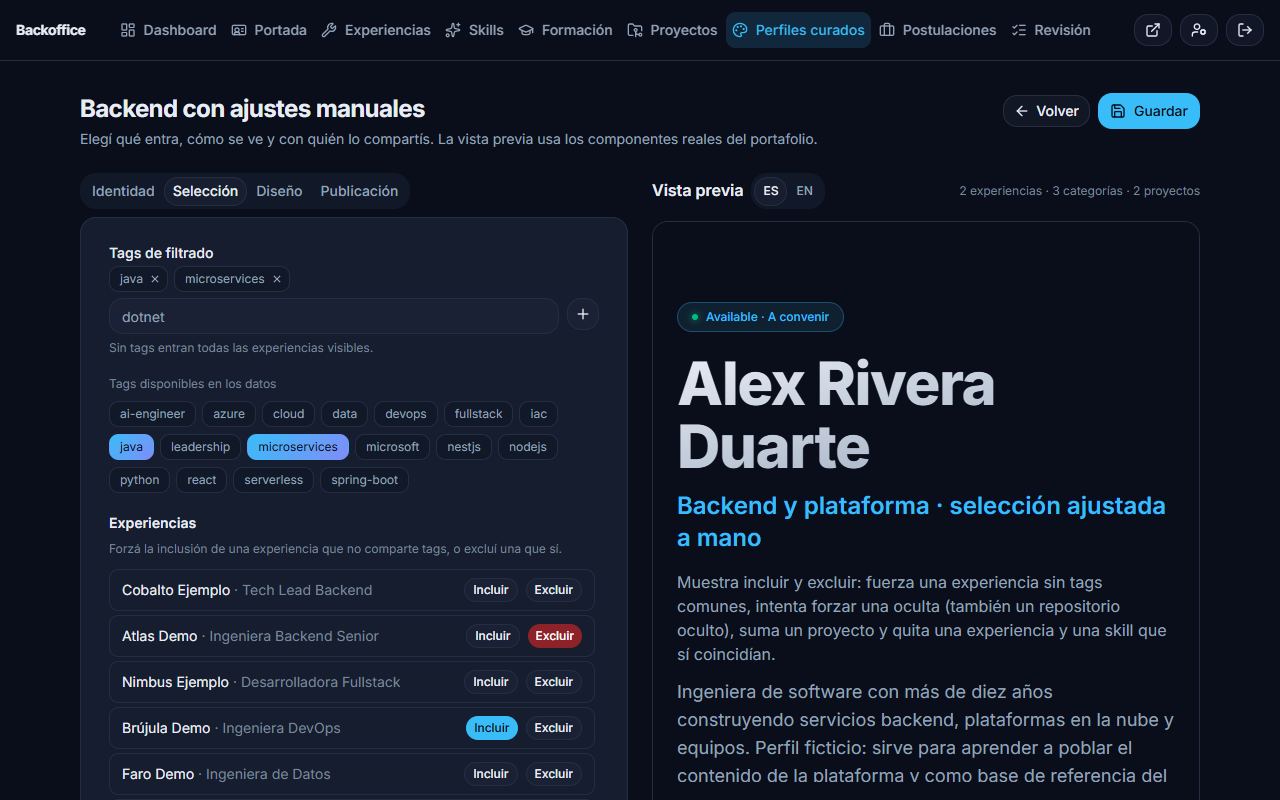 Backoffice
Dashboard
Portada
Experiencias
Skills
Formación
Proyectos
Perfiles curados
Postulaciones
Revisión
Backend con ajustes manuales
Elegí qué entra, cómo se ve y con quién lo compartís. La vista previa usa los componentes reales del portafolio.
Volver
Guardar
Identidad
Selección
Diseño
Publicación
Tags de filtrado
java ×
microservices ×
dotnet
+
Sin tags entran todas las experiencias visibles.
Tags disponibles en los datos
ai-engineer
azure
cloud
data
devops
fullstack
iac
java
leadership
microservices
microsoft
nestjs
nodejs
python
react
serverless
spring-boot
Experiencias
Forzá la inclusión de una experiencia que no comparte tags, o excluí una que sí.
Cobalto Ejemplo · Tech Lead Backend Incluir Excluir
Atlas Demo · Ingeniera Backend Senior Incluir Excluir
Nimbus Ejemplo · Desarrolladora Fullstack Incluir Excluir
Brújula Demo · Ingeniera DevOps Incluir Excluir
Faro Demo · Ingeniera de Datos Incluir Excluir
Vista previa
ES
EN
2 experiencias · 3 categorías · 2 proyectos
Available · A convenir
Alex Rivera
Duarte
Backend y plataforma · selección ajustada
a mano
Muestra incluir y excluir: fuerza una experiencia sin tags
comunes, intenta forzar una oculta (también un repositorio
oculto), suma un proyecto y quita una experiencia y una skill que
sí coincidían.
Ingeniera de software con más de diez años
construyendo servicios backend, plataformas en la nube y
equipos. Perfil ficticio: sirve para aprender a poblar el
contenido de la plataforma y como base de referencia del